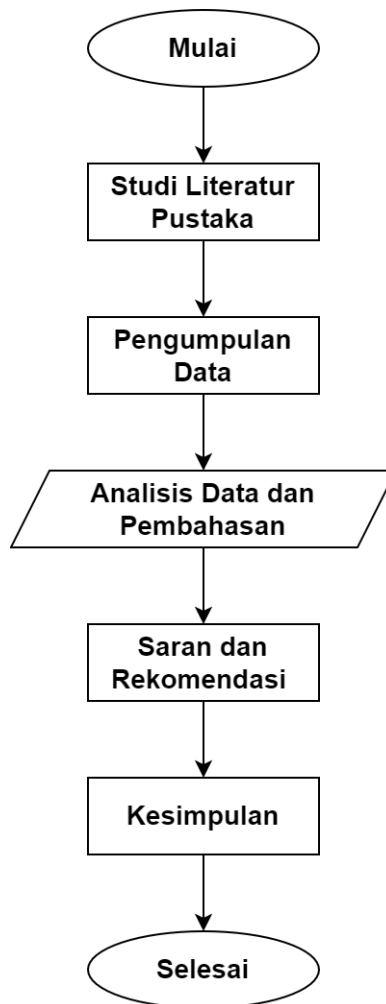 Mulai
Studi Literatur
Pustaka
Pengumpulan
Data
Analisis Data dan
Pembahasan
Saran dan
Rekomendasi
Kesimpulan
Selesai